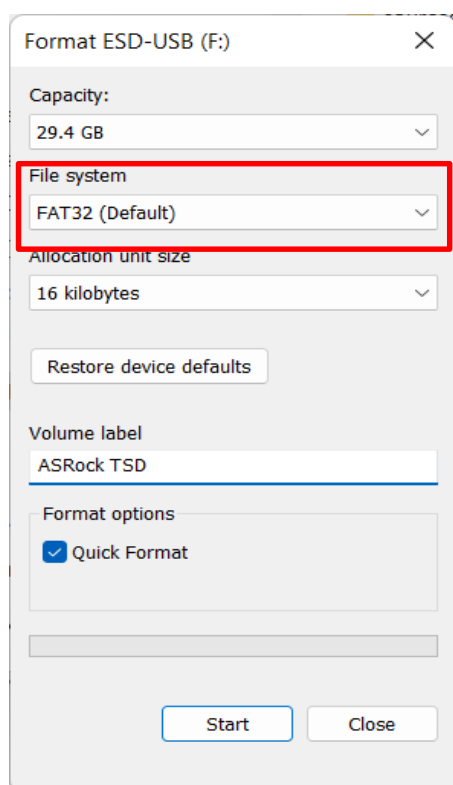 Format ESD-USB (F:)
Capacity:
29.4 GB
File system
FAT32 (Default)
Allocation unit size
16 kilobytes
Restore device defaults
Volume label
ASRock TSD
Format options
Quick Format
Start Close